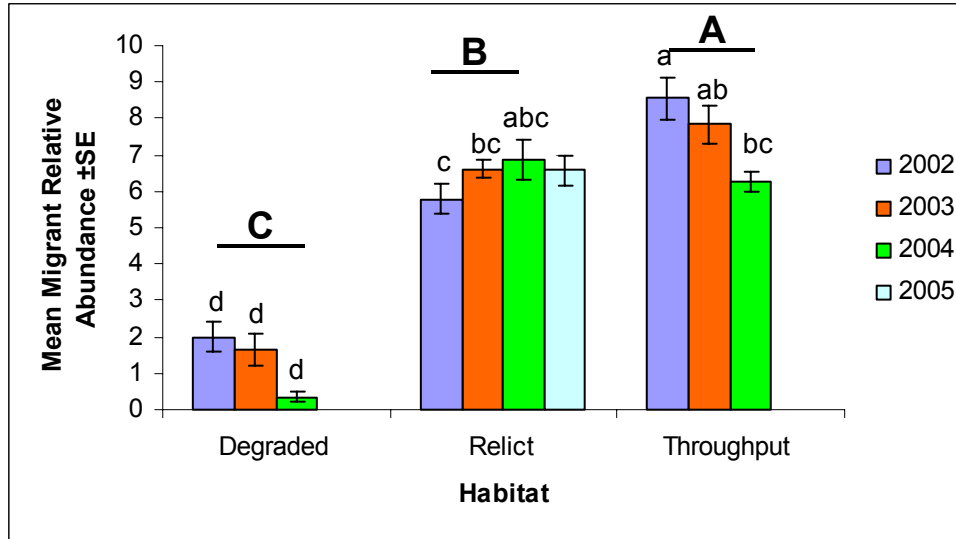 Mean Migrant Relative
Abundance ±SE
10
9
8
7
6
5
4
3
2
1
0
C
d
d
d
B
c
bc
abc
A
a
ab
bc
Degraded
Relict
Throughput
Habitat
2002
2003
2004
2005